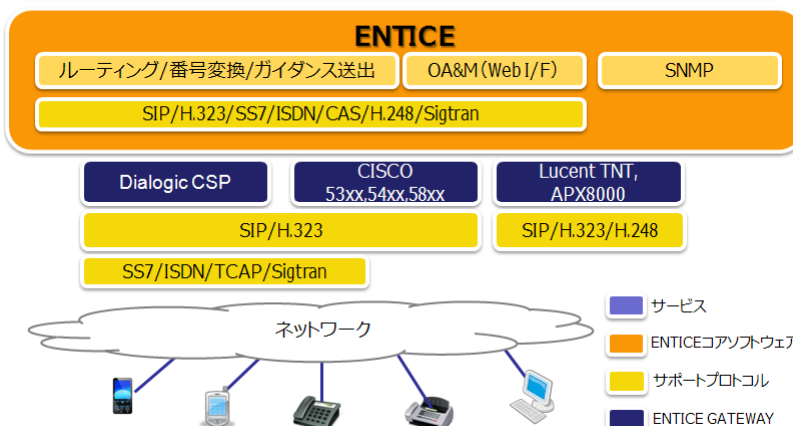 ENTICE
ルーティング/番号変換/ガイダンス送出
OA&M(Web I/F)
SNMP
SIP/H.323/SS7/ISDN/CAS/H.248/Sigtran
Dialogic CSP
CISCO
53xx,54xx,58xx
Lucent TNT,
APX8000
SIP/H.323
SIP/H.323/H.248
SS7/ISDN/TCAP/Sigtran
ネットワーク
サービス
ENTICEコアソフトウェア
サポートプロトコル
ENTICE GATEWAY